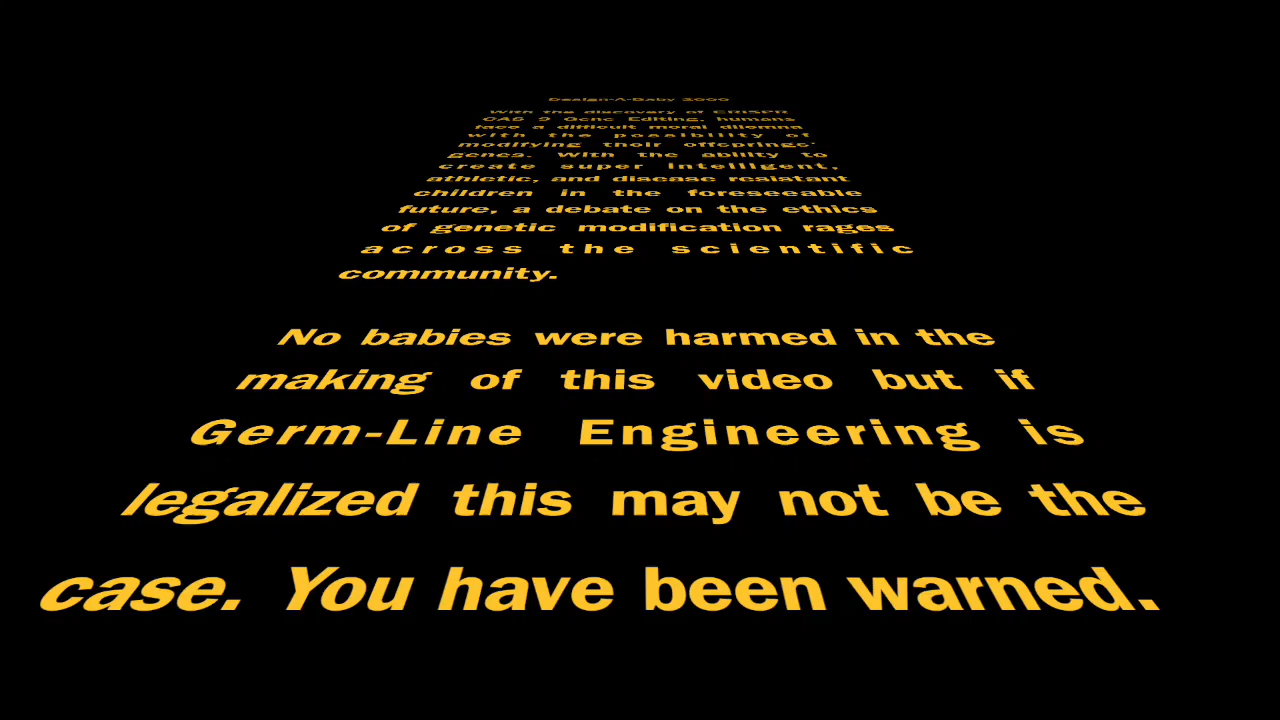 Design-A-Baby 3000
With the discovery of CRISPR
CAS 9 Gene Editing, humans
face a difficult moral dilemna
with the possibility of
modifying their offsprings'
genes. With the ability to
create super intelligent,
athletic, and disease resistant
children in the foreseeable
future, a debate on the ethics
of genetic modification rages
across the scientific
community.
No babies were harmed in the
making of this video but if
Germ-Line Engineering is
legalized this may not be the
case. You have been warned.